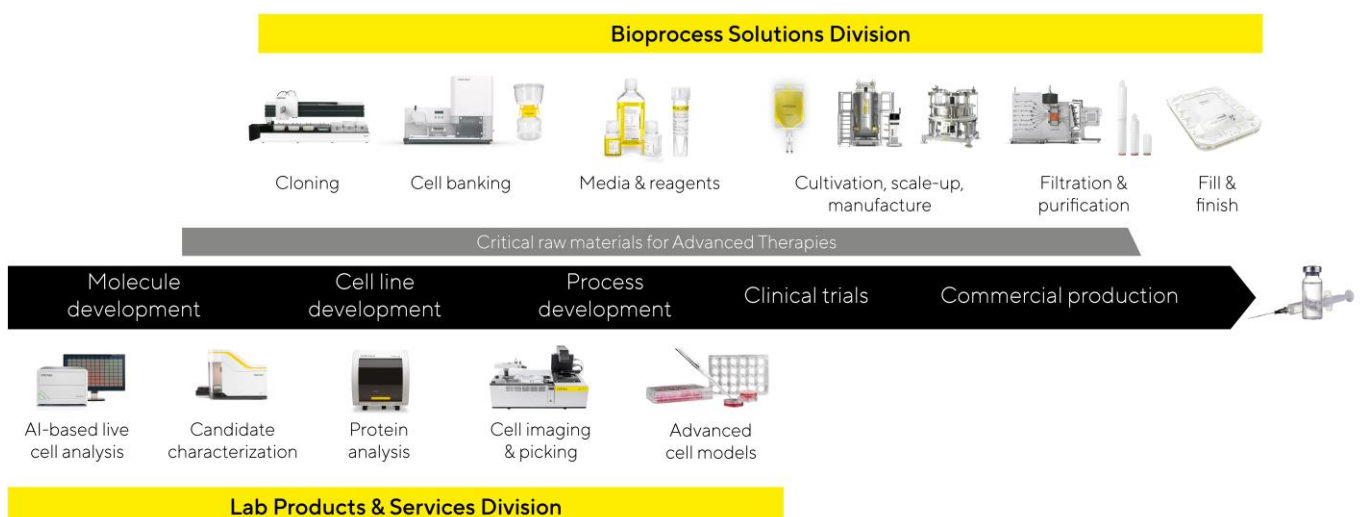 Bioprocess Solutions Division
Cloning
Cell banking
Media & reagents
Cultivation, scale-up,
manufacture
Filtration &
purification
Fill &
finish
Critical raw materials for Advanced Therapies
Molecule
development
Cell line
development
Process
development
Clinical trials
Commercial production
AI-based live
cell analysis
Candidate
characterization
Protein
analysis
Cell imaging
& picking
Advanced
cell models
Lab Products & Services Division